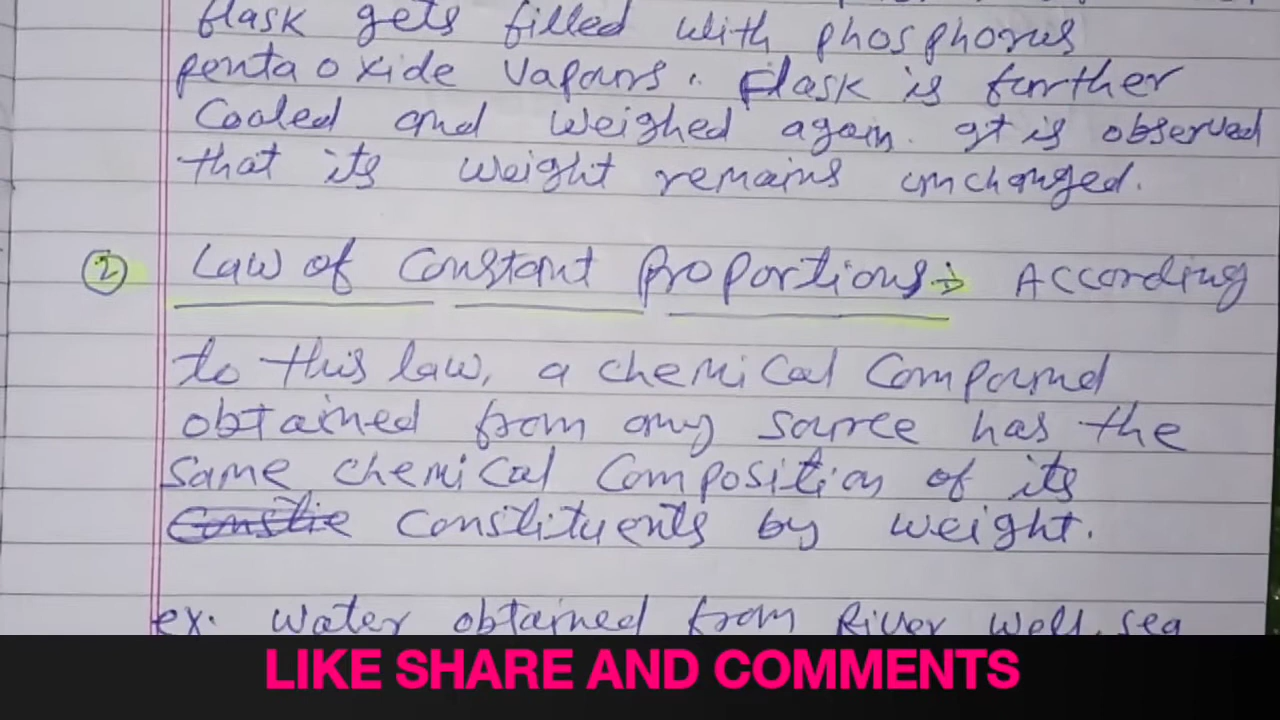 flask gets filled with phosphorus
pentaoxide vapours. Flask is further
Cooled and weighed again. It is observed
that its weight remains unchanged.
2 Law of Constant Proportions:- According
to this law, a chemical Compound
obtained from any source has the
Same chemical Composition of its
Constie Constituents by weight.
ex. Water obtained from River Well, sea
LIKE SHARE AND COMMENTS